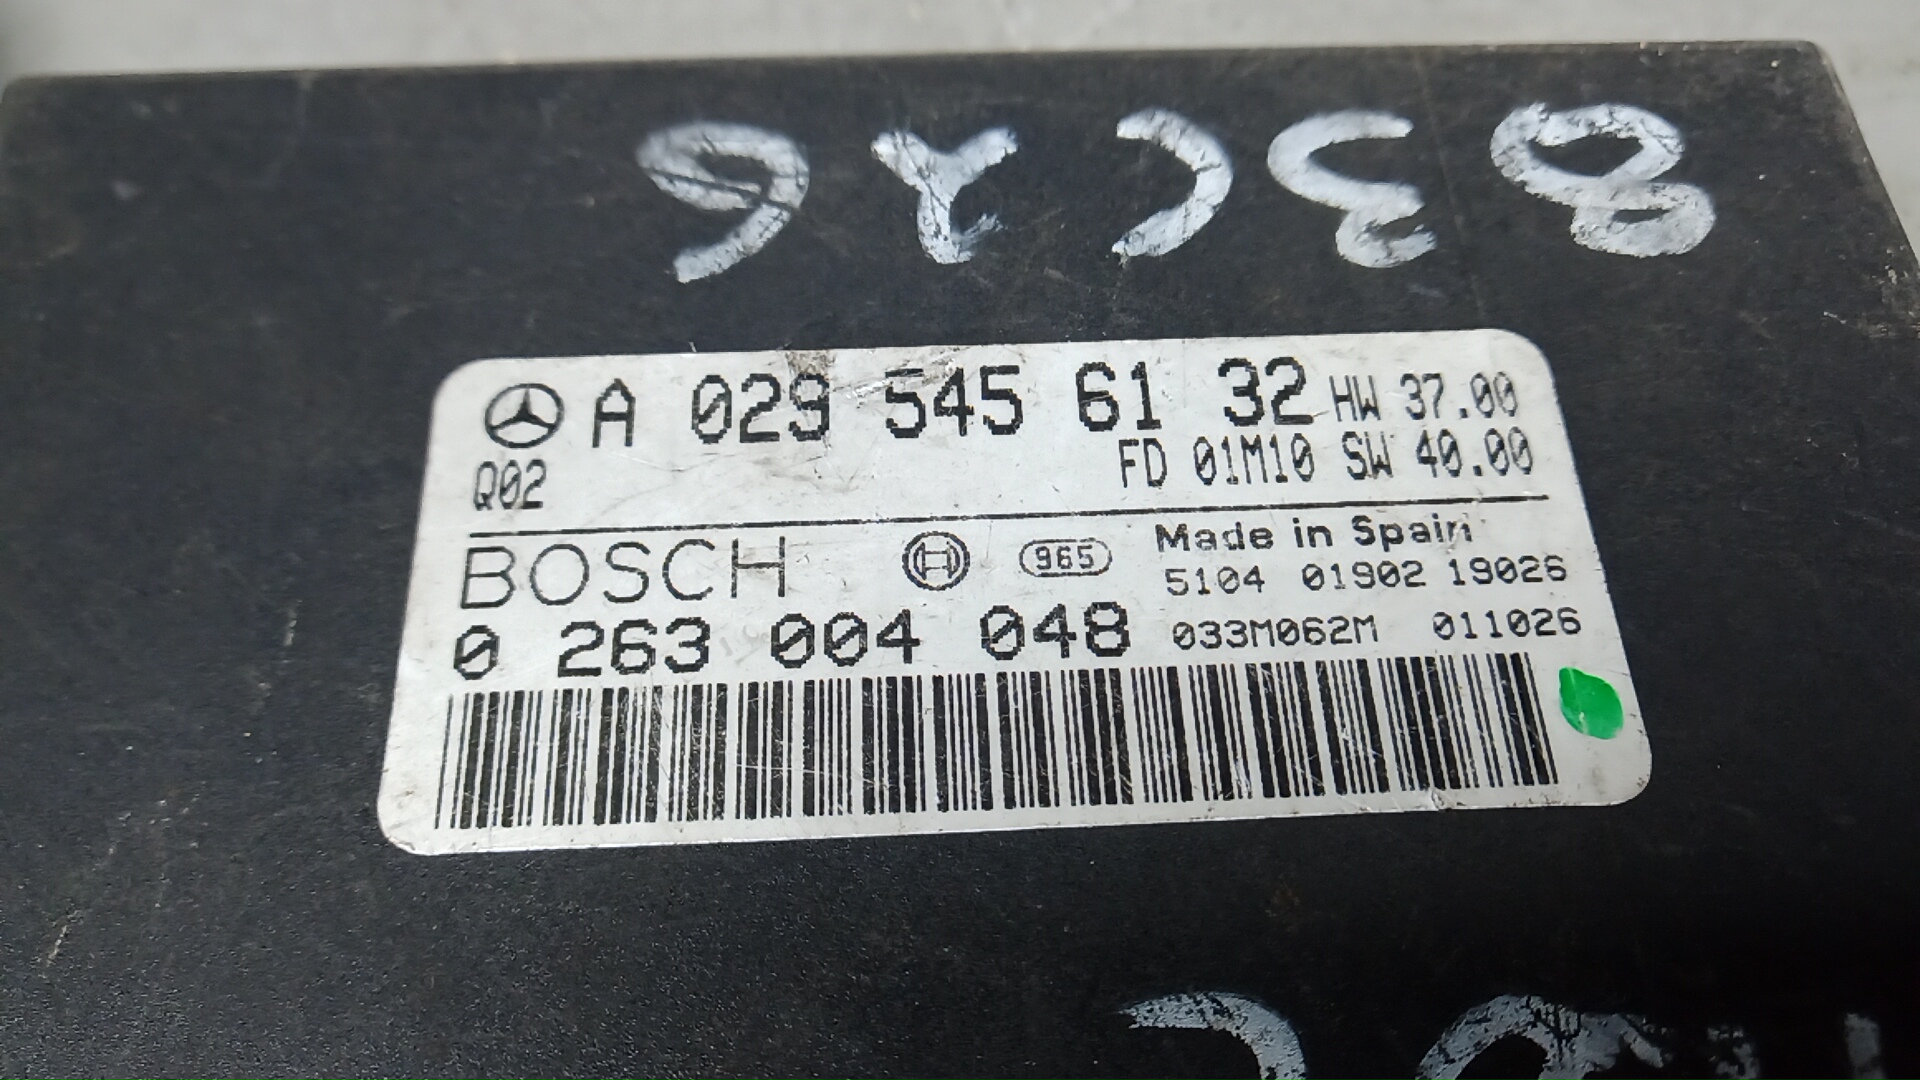 A 029 545 61 32 HW 37.00
Q02 FD 01M10 SW 40.00
BOSCH 965 Made in Spain
5104 01902 19026
0 263 004 048 033M062M 011026